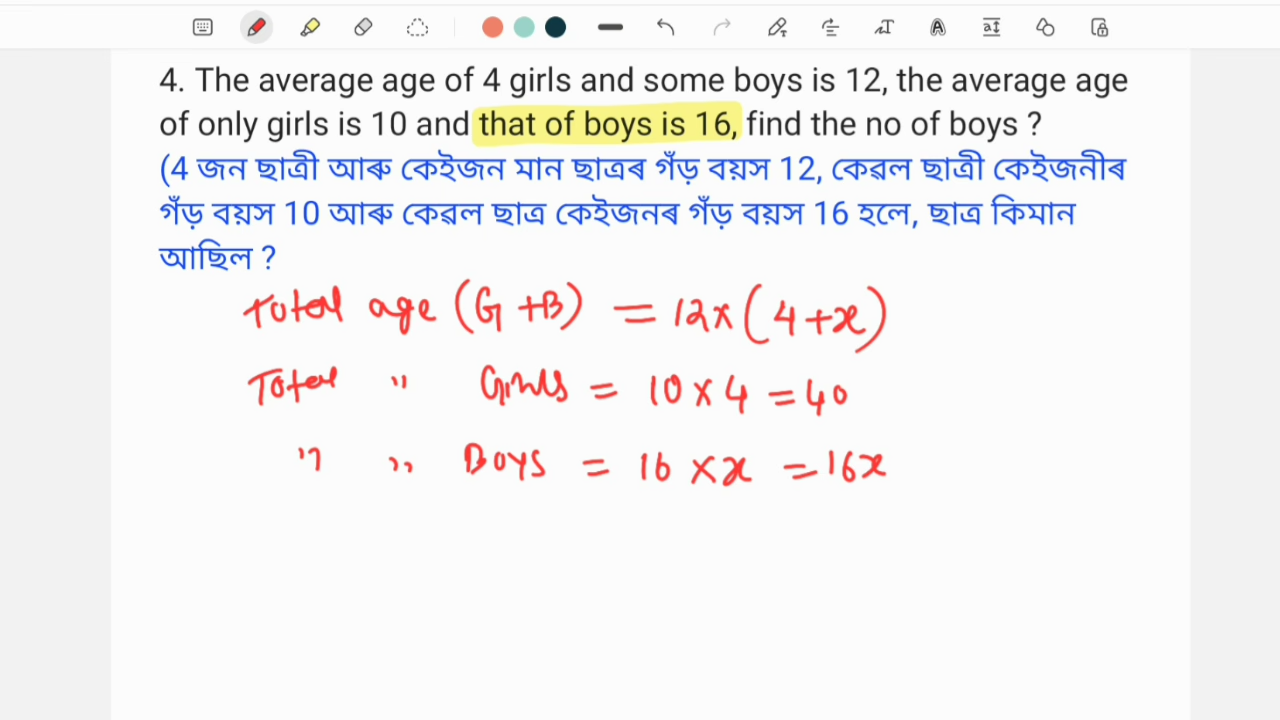 4. The average age of 4 girls and some boys is 12, the average age
of only girls is 10 and that of boys is 16, find the no of boys ?
(4 জন ছাত্ৰী আৰু কেইজন মান ছাত্ৰৰ গঁড় বয়স 12, কেৱল ছাত্ৰী কেইজনীৰ
গঁড় বয়স 10 আৰু কেৱল ছাত্ৰ কেইজনৰ গঁড় বয়স 16 হলে, ছাত্ৰ কিমান
আছিল ?
Total age (G+B) = 12×(4+x)
Total " Girls = 10×4 = 40
" " Boys = 16×x = 16x